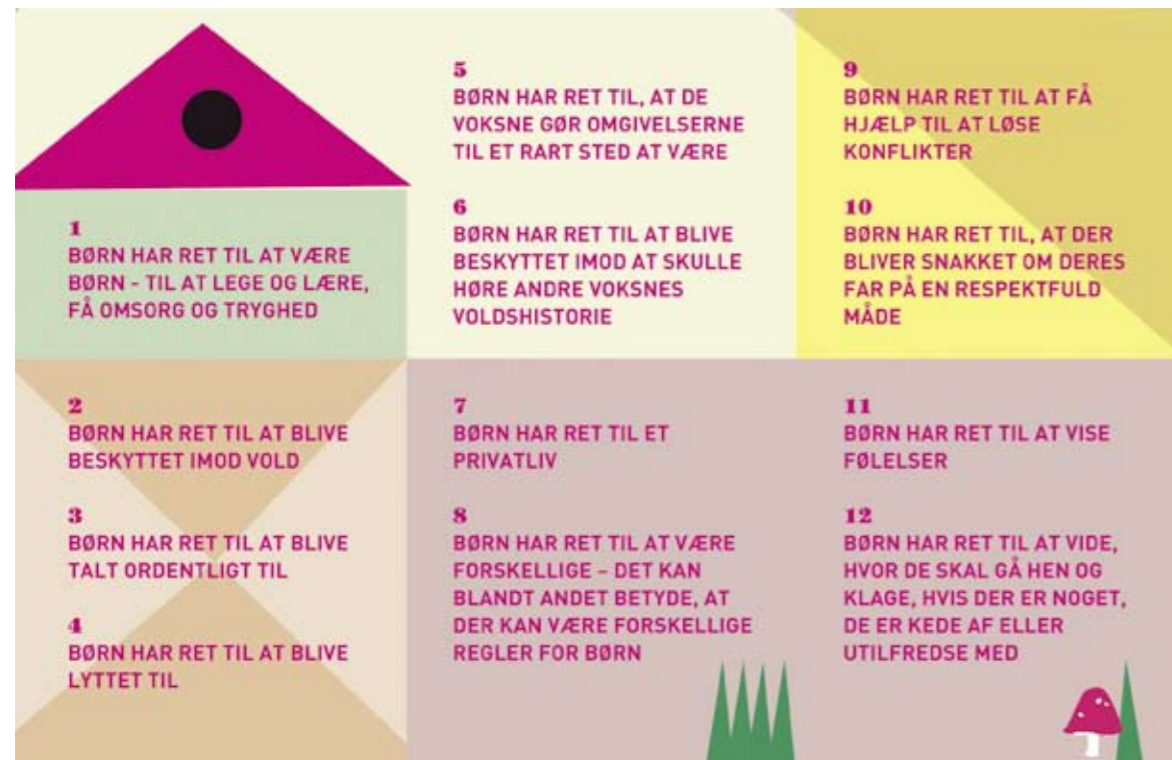 1
BØRN HAR RET TIL AT VÆRE
BØRN - TIL AT LEGE OG LÆRE,
FÅ OMSORG OG TRYGHED
2
BØRN HAR RET TIL AT BLIVE
BESKYTTET IMOD VOLD
3
BØRN HAR RET TIL AT BLIVE
TALT ORDENTLIGT TIL
4
BØRN HAR RET TIL AT BLIVE
LYTTET TIL
5
BØRN HAR RET TIL, AT DE
VOKSNE GØR OMGIVELSERNE
TIL ET RART STED AT VÆRE
6
BØRN HAR RET TIL AT BLIVE
BESKYTTET IMOD AT SKULLE
HØRE ANDRE VOKSNES
VOLDSHISTORIE
7
BØRN HAR RET TIL ET
PRIVATLIV
8
BØRN HAR RET TIL AT VÆRE
FORSKELLIGE – DET KAN
BLANDT ANDET BETYDE, AT
DER KAN VÆRE FORSKELLIGE
REGLER FOR BØRN
9
BØRN HAR RET TIL AT FÅ
HJÆLP TIL AT LØSE
KONFLIKTER
10
BØRN HAR RET TIL, AT DER
BLIVER SNAKKET OM DERES
FAR PÅ EN RESPEKTFULD
MÅDE
11
BØRN HAR RET TIL AT VISE
FØLELSER
12
BØRN HAR RET TIL AT VIDE,
HVOR DE SKAL GÅ HEN OG
KLAGE, HVIS DER ER NOGET,
DE ER KEDE AF ELLER
UTILFREDSE MED